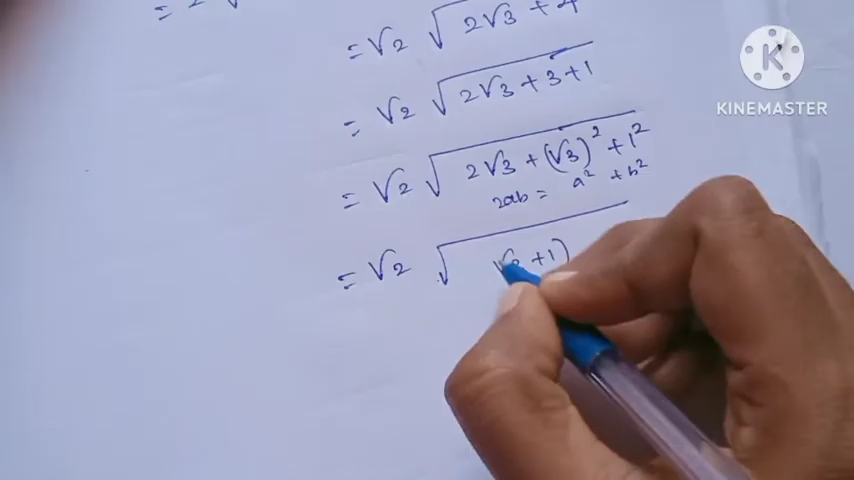 = √2 √(2√3 + 4)
= √2 √(2√3 + 3 + 1)
= √2 √(2√3 + (√3)² + 1²)
2ab = a² + b²
= √2 √( + 1)
K
KINEMASTER